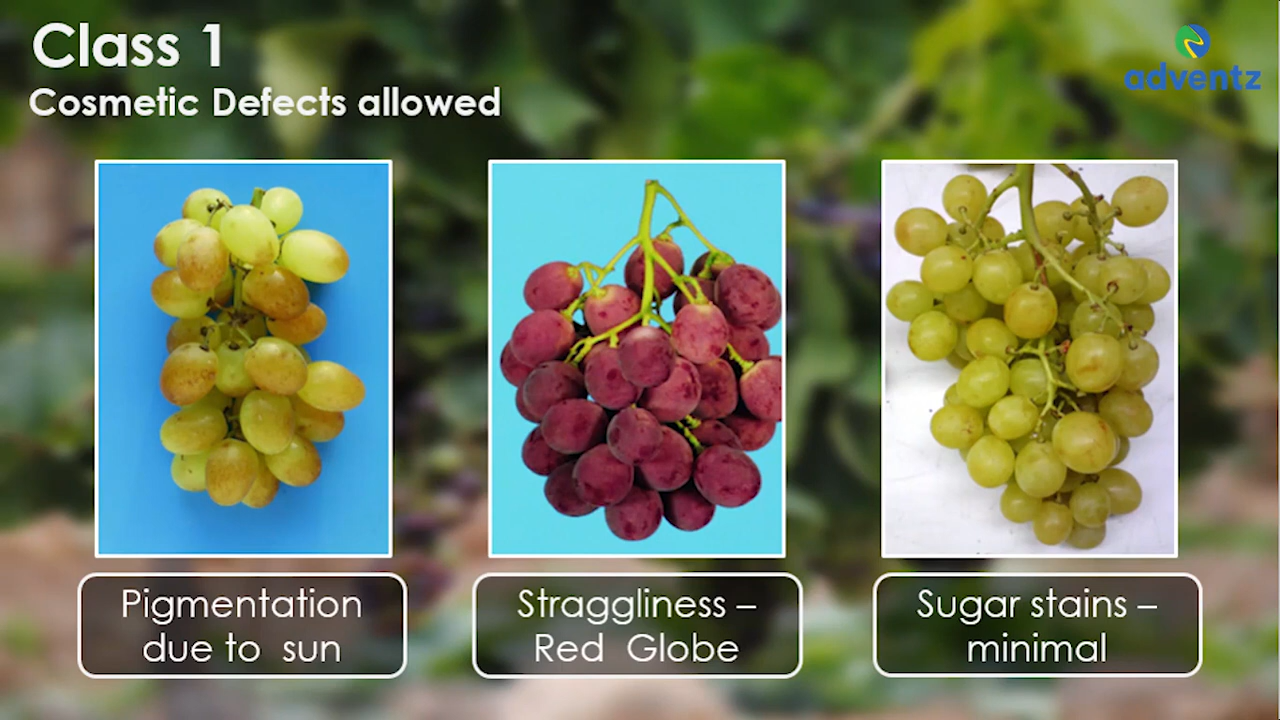 Class 1
Cosmetic Defects allowed
adventz
Pigmentation
due to sun
Straggliness –
Red Globe
Sugar stains –
minimal